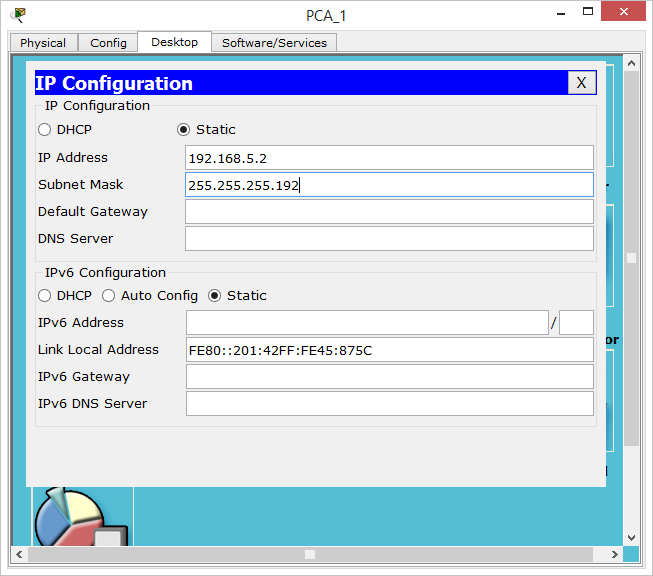 PCA_1
Physical Config Desktop Software/Services
IP Configuration X
IP Configuration
DHCP Static
IP Address 192.168.5.2
Subnet Mask 255.255.255.192
Default Gateway
DNS Server
IPv6 Configuration
DHCP Auto Config Static
IPv6 Address /
Link Local Address FE80::201:42FF:FE45:875C
IPv6 Gateway
IPv6 DNS Server
or